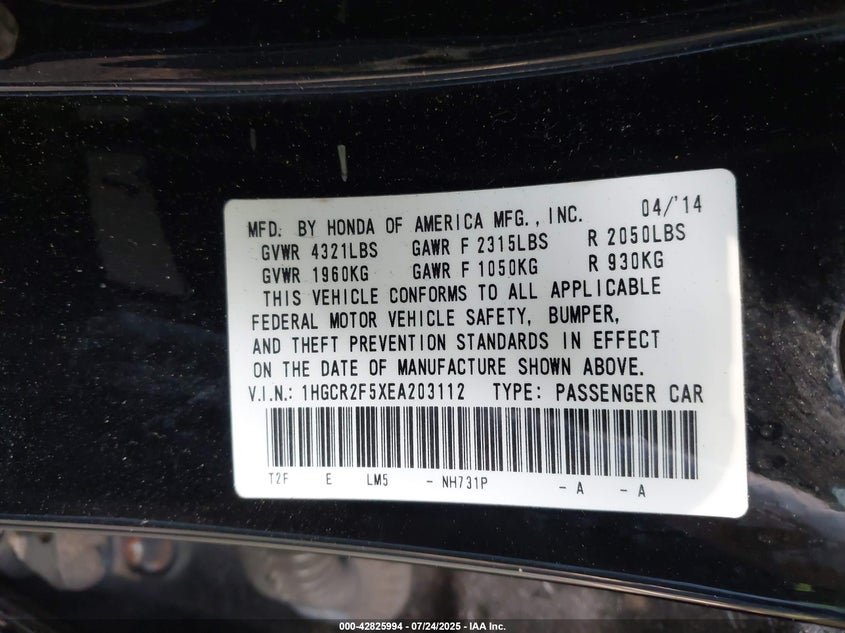 MFD. BY HONDA OF AMERICA MFG., INC. 04/'14
GVWR 4321LBS GAWR F 2315LBS R 2050LBS
GVWR 1960KG GAWR F 1050KG R 930KG
THIS VEHICLE CONFORMS TO ALL APPLICABLE
FEDERAL MOTOR VEHICLE SAFETY, BUMPER,
AND THEFT PREVENTION STANDARDS IN EFFECT
ON THE DATE OF MANUFACTURE SHOWN ABOVE.
V.I.N.: 1HGCR2F5XEA203112 TYPE: PASSENGER CAR
T2F E LM5 - NH731P - A - A
000-42825994 - 07/24/2025 - IAA Inc.